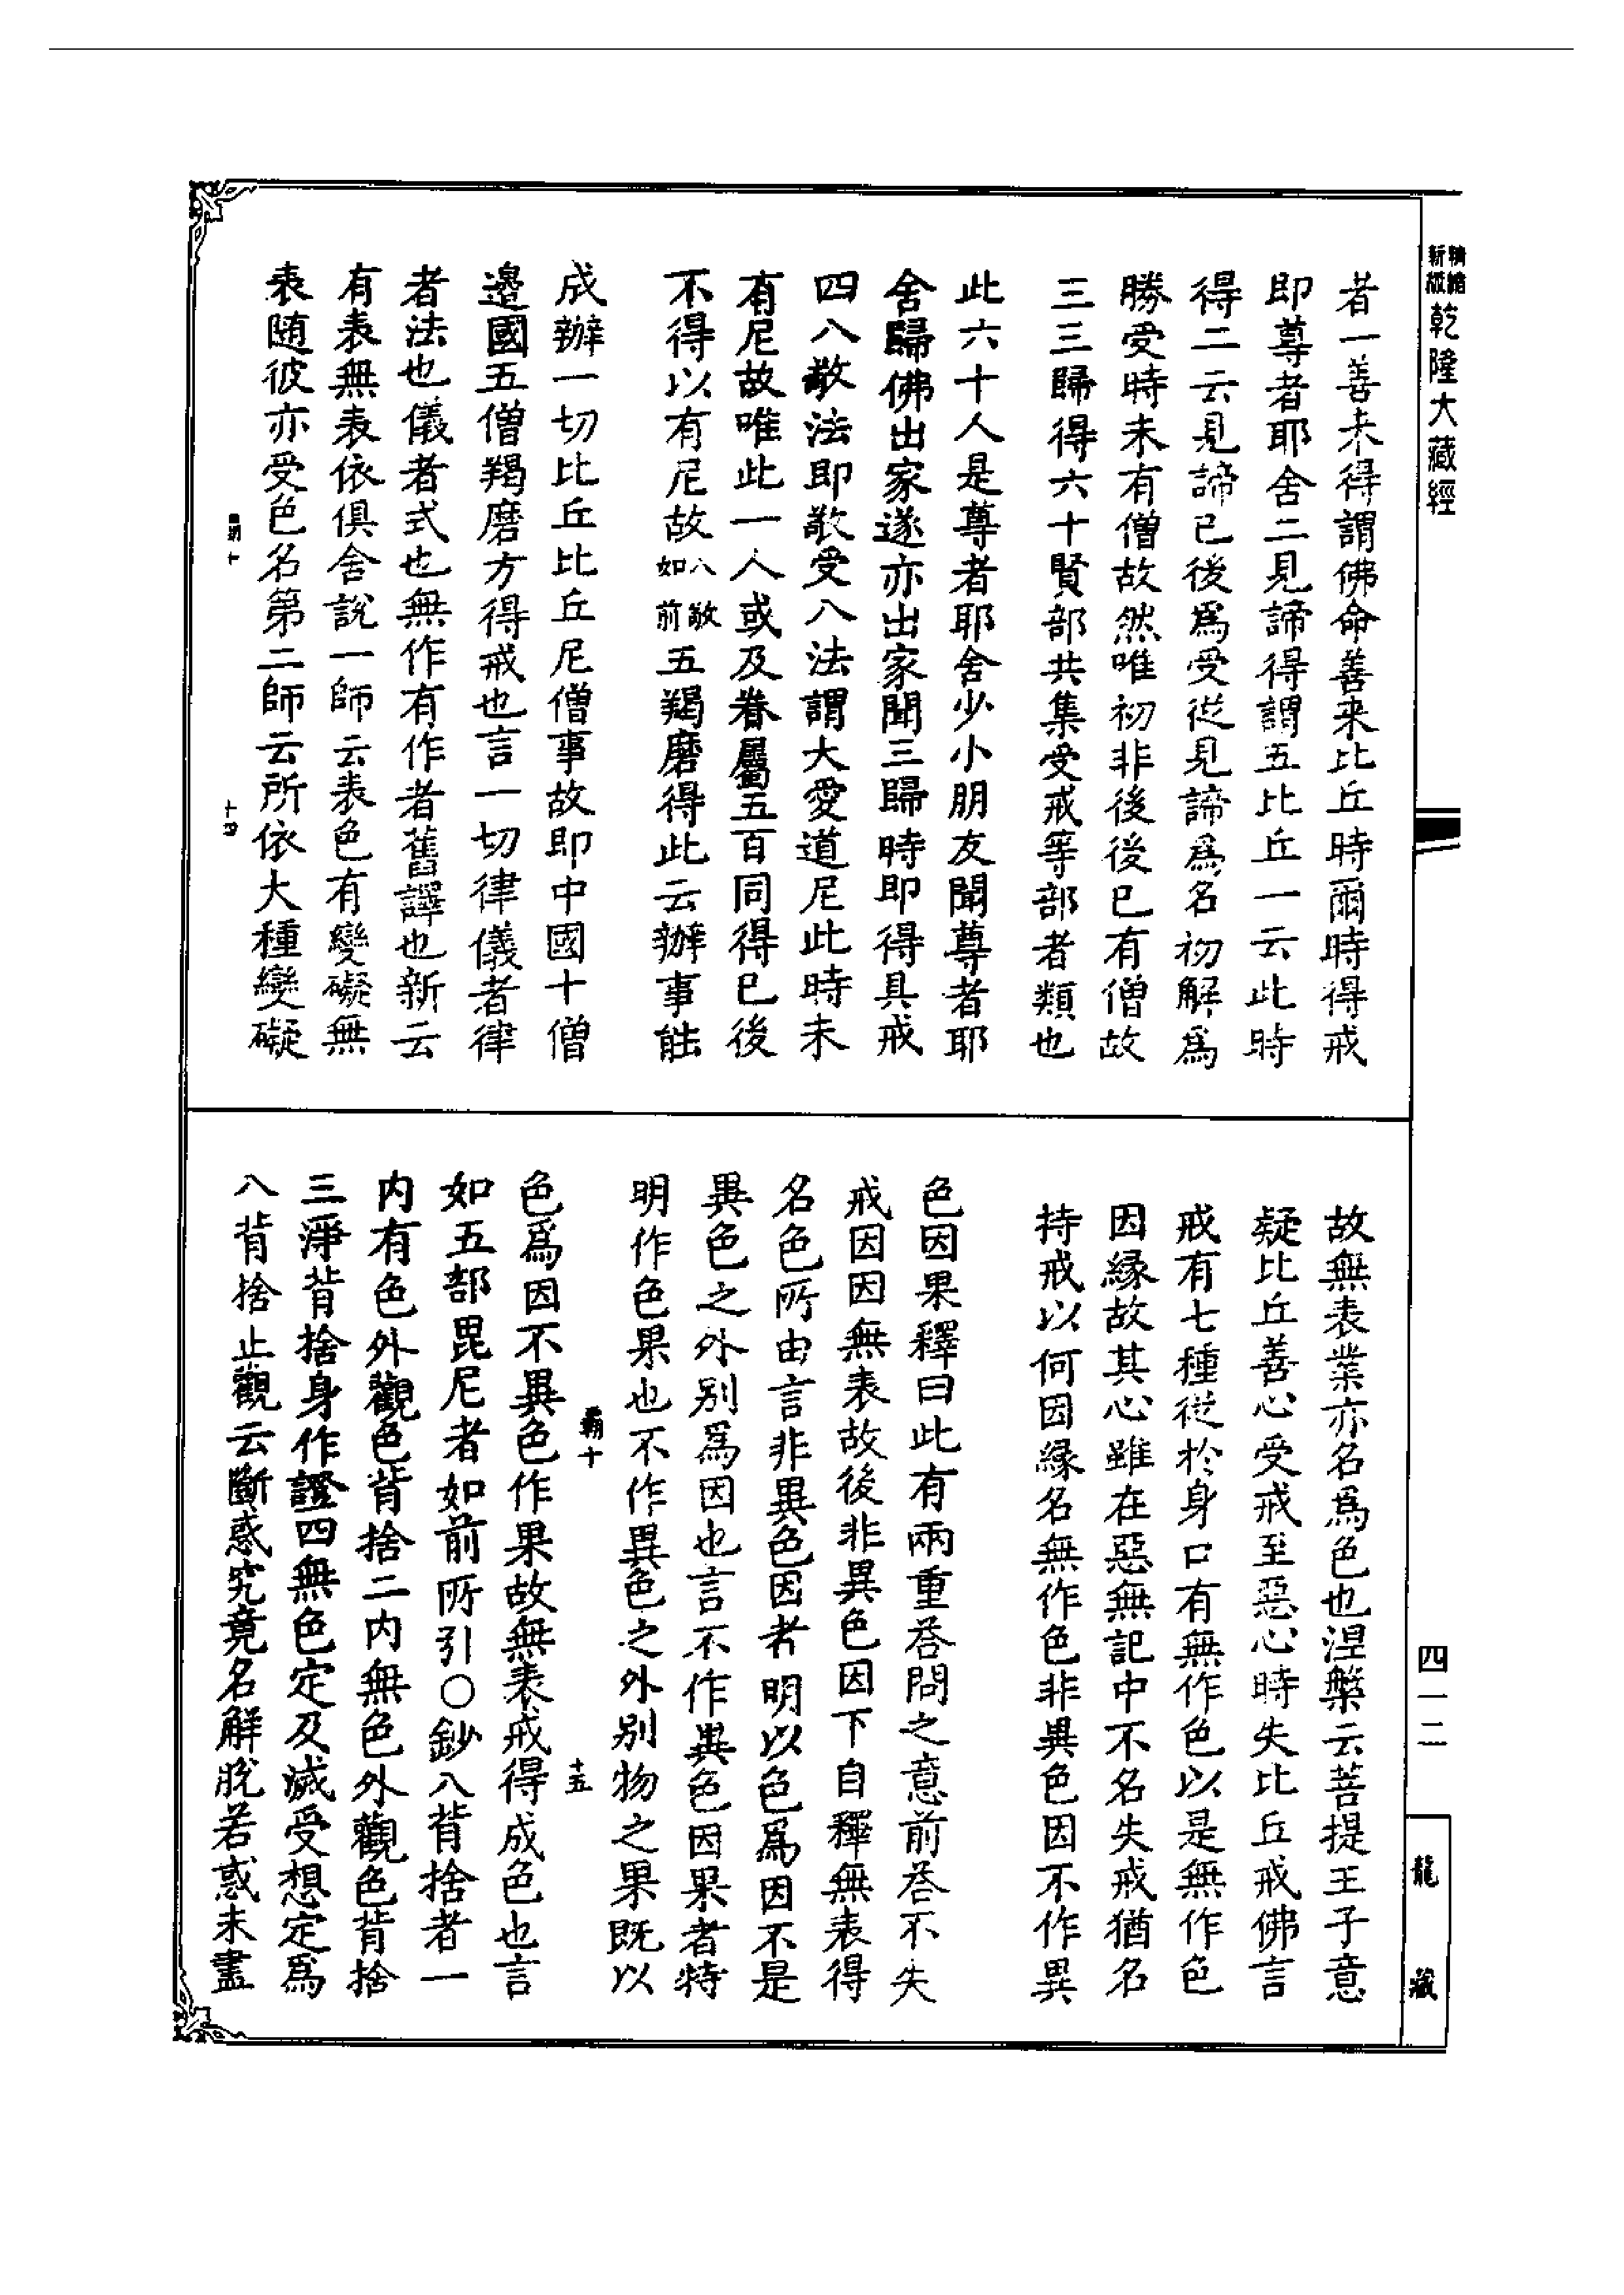 精繪
新版
乾隆大藏經
者一善未得謂佛命善来比丘時爾時得戒
即尊者耶舍二見諦得謂五比丘一云此時
得二云見諦已後為受從見諦為名初解為
勝受時未有僧故然唯初非後後已有僧故
三三歸得六十賢部共集受戒等部者類也
此六十人是尊者耶舍少小朋友聞尊者耶
舍歸佛出家遂亦出家聞三歸時即得具戒
四八敬法即敬受八法謂大愛道尼此時未
有尼故唯此一人或及眷屬五百同得已後
不得以有尼故八敬如前五羯磨得此云辦事能
成辦一切比丘比丘尼僧事故即中國十僧
邊國五僧羯磨方得戒也言一切律儀者律
者法也儀者式也無作有作者舊譯也新云
有表無表依俱舍說一師云表色有變礙無
表随彼亦受色名第二師云所依大種變礙
十四
故無表業亦名為色也涅槃云菩提王子意
疑比丘善心受戒至惡心時失比丘戒佛言
戒有七種從於身口有無作色以是無作色
因緣故其心雖在惡無記中不名失戒猶名
持戒以何因緣名無作色非異色因不作異
色因果釋曰此有兩重荅問之意前荅不失
戒因因無表故後非異色因下自釋無表得
名色所由言非異色因者明以色為因不是
異色之外別為因也言不作異色因果者特
明作色果也不作異色之外別物之果既以
霸十
十五
色為因不異色作果故無表戒得成色也言
如五部毘尼者如前所引○鈔八背捨者一
内有色外觀色背捨二内無色外觀色背捨
三淨背捨身作證四無色定及滅受想定為
八背捨止觀云斷惑究竟名解脫若惑未盡
四一二
龍藏